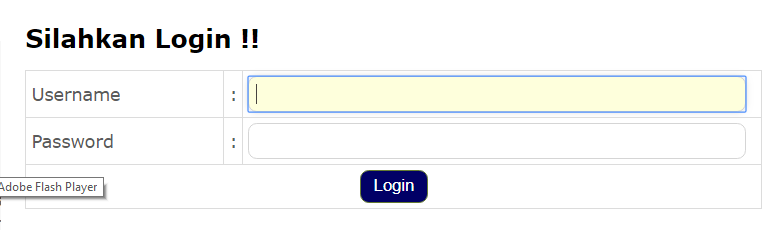 Silahkan Login !!
Username :
Password :
Adobe Flash Player
Login